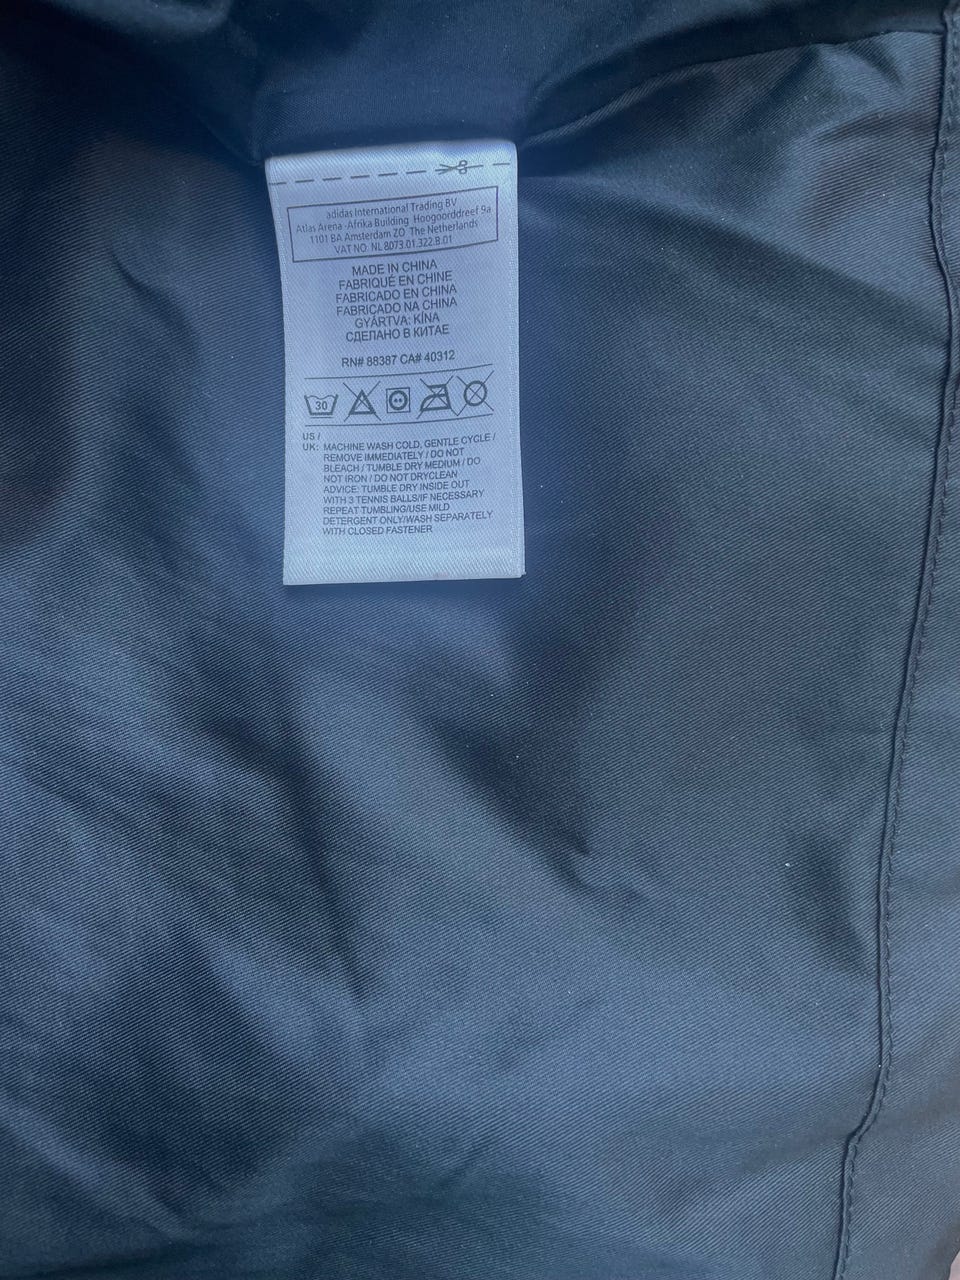 adidas International Trading BV
Atlas Arena -Afrika Building Hoogoorddreef 9a
1101 BA Amsterdam ZO The Netherlands
VAT NO. NL 8073.01.322.B.01
MADE IN CHINA
FABRIQUÉ EN CHINE
FABRICADO EN CHINA
FABRICADO NA CHINA
GYÁRTVA: KÍNA
СДЕЛАНО В КИТАЕ
RN# 88387 CA# 40312
30
US /
UK: MACHINE WASH COLD, GENTLE CYCLE /
REMOVE IMMEDIATELY / DO NOT
BLEACH / TUMBLE DRY MEDIUM / DO
NOT IRON / DO NOT DRYCLEAN
ADVICE: TUMBLE DRY INSIDE OUT
WITH 3 TENNIS BALLS/IF NECESSARY
REPEAT TUMBLING/USE MILD
DETERGENT ONLY/WASH SEPARATELY
WITH CLOSED FASTENER